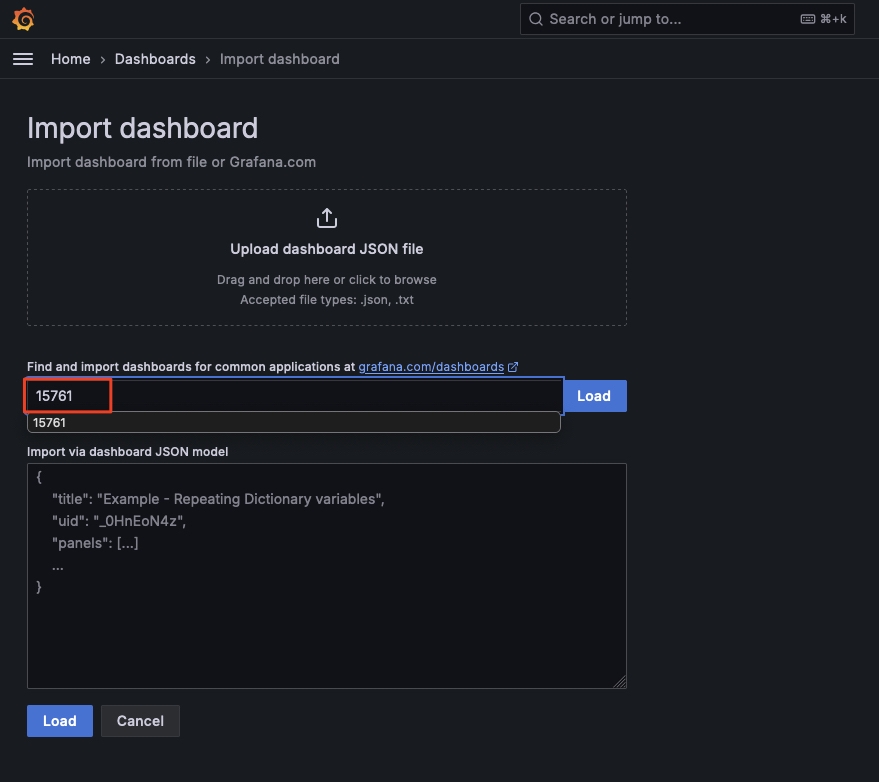 Search or jump to...
⌘+k
Home › Dashboards › Import dashboard
Import dashboard
Import dashboard from file or Grafana.com
Upload dashboard JSON file
Drag and drop here or click to browse
Accepted file types: .json, .txt
Find and import dashboards for common applications at grafana.com/dashboards
15761
Load
15761
Import via dashboard JSON model
{
"title": "Example - Repeating Dictionary variables",
"uid": "_0HnEoN4z",
"panels": [...]
...
}
Load
Cancel